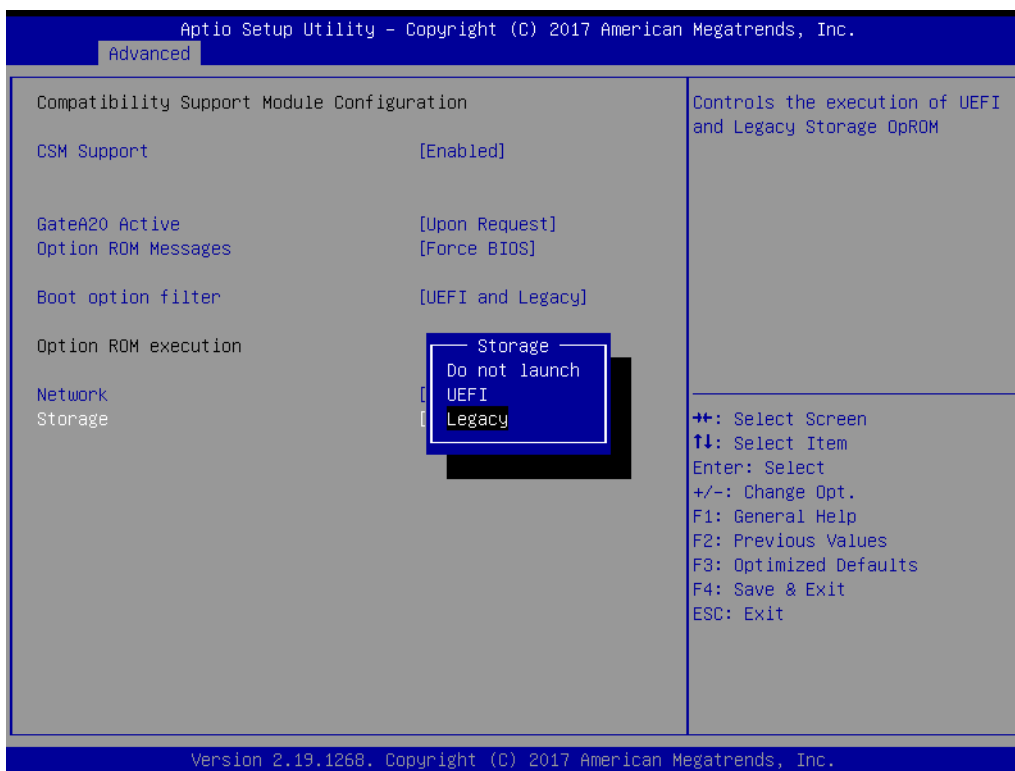 Aptio Setup Utility – Copyright (C) 2017 American Megatrends, Inc.
Advanced
Compatibility Support Module Configuration
CSM Support [Enabled]
GateA20 Active [Upon Request]
Option ROM Messages [Force BIOS]
Boot option filter [UEFI and Legacy]
Option ROM execution
Network [
Storage [
Storage
Do not launch
UEFI
Legacy
Controls the execution of UEFI
and Legacy Storage OpROM
→←: Select Screen
↑↓: Select Item
Enter: Select
+/-: Change Opt.
F1: General Help
F2: Previous Values
F3: Optimized Defaults
F4: Save & Exit
ESC: Exit
Version 2.19.1268. Copyright (C) 2017 American Megatrends, Inc.